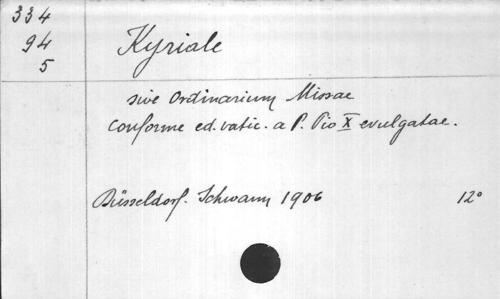 334
94
5
Kyriale
sive Ordinarium Missae
conforme ed. vatic. a P. Pio X evulgatae.
Düsseldorf. Schwann 1906 12°